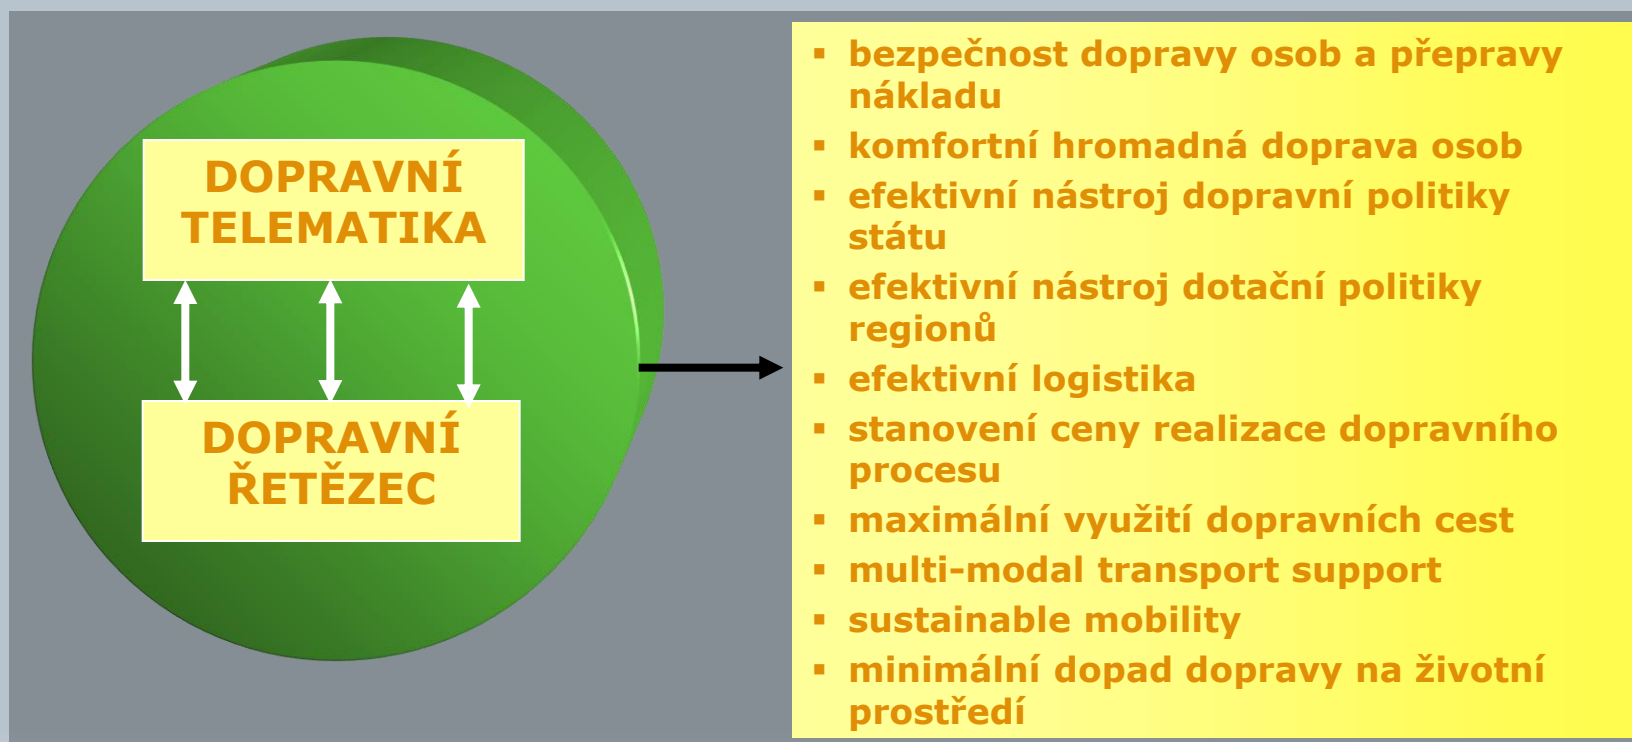 DOPRAVNÍ
TELEMATIKA
DOPRAVNÍ
ŘETĚZEC
▪ bezpečnost dopravy osob a přepravy
nákladu
▪ komfortní hromadná doprava osob
▪ efektivní nástroj dopravní politiky
státu
▪ efektivní nástroj dotační politiky
regionů
▪ efektivní logistika
▪ stanovení ceny realizace dopravního
procesu
▪ maximální využití dopravních cest
▪ multi-modal transport support
▪ sustainable mobility
▪ minimální dopad dopravy na životní
prostředí